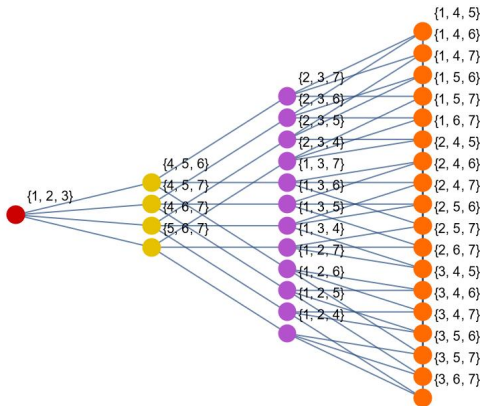 {1, 2, 3}
{4, 5, 6}
{4, 5, 7}
{4, 6, 7}
{5, 6, 7}
{2, 3, 7}
{2, 3, 6}
{2, 3, 5}
{2, 3, 4}
{1, 3, 7}
{1, 3, 6}
{1, 3, 5}
{1, 3, 4}
{1, 2, 7}
{1, 2, 6}
{1, 2, 5}
{1, 2, 4}
{1, 4, 5}
{1, 4, 6}
{1, 4, 7}
{1, 5, 6}
{1, 5, 7}
{1, 6, 7}
{2, 4, 5}
{2, 4, 6}
{2, 4, 7}
{2, 5, 6}
{2, 5, 7}
{2, 6, 7}
{3, 4, 5}
{3, 4, 6}
{3, 4, 7}
{3, 5, 6}
{3, 5, 7}
{3, 6, 7}